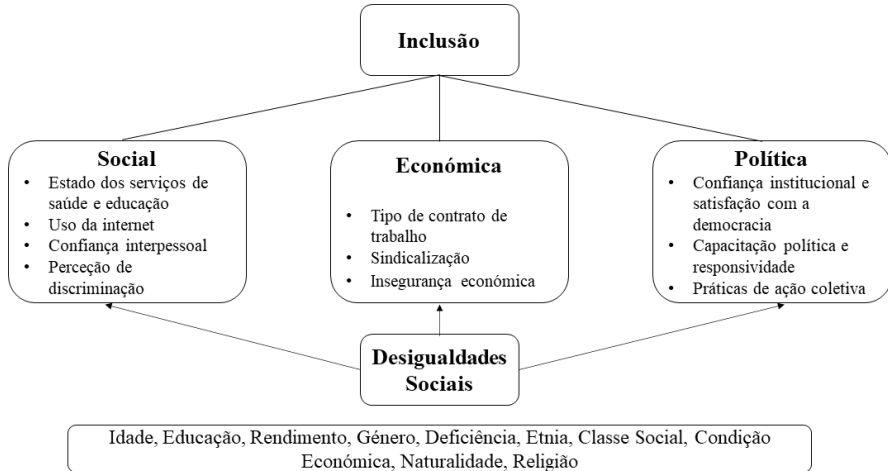 Inclusão
Social
• Estado dos serviços de
saúde e educação
• Uso da internet
• Confiança interpessoal
• Perceção de
discriminação
Económica
• Tipo de contrato de
trabalho
• Sindicalização
• Insegurança económica
Política
• Confiança institucional e
satisfação com a
democracia
• Capacitação política e
responsividade
• Práticas de ação coletiva
Desigualdades
Sociais
Idade, Educação, Rendimento, Género, Deficiência, Etnia, Classe Social, Condição
Económica, Naturalidade, Religião